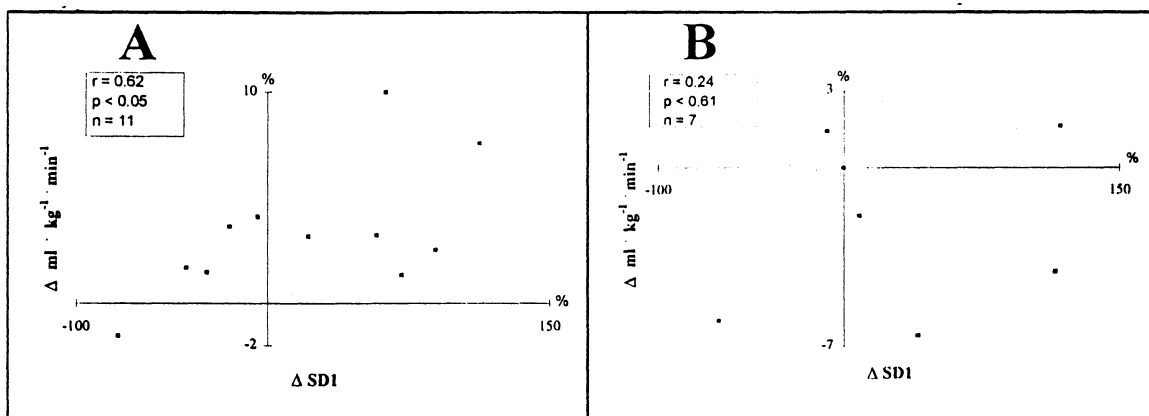 A
r = 0.62
p < 0.05
n = 11
%
10
Δ ml · kg⁻¹ · min⁻¹
%
-100
150
-2
Δ SD1
B
r = 0.24
p < 0.61
n = 7
%
3
Δ ml · kg⁻¹ · min⁻¹
%
-100
150
-7
Δ SD1